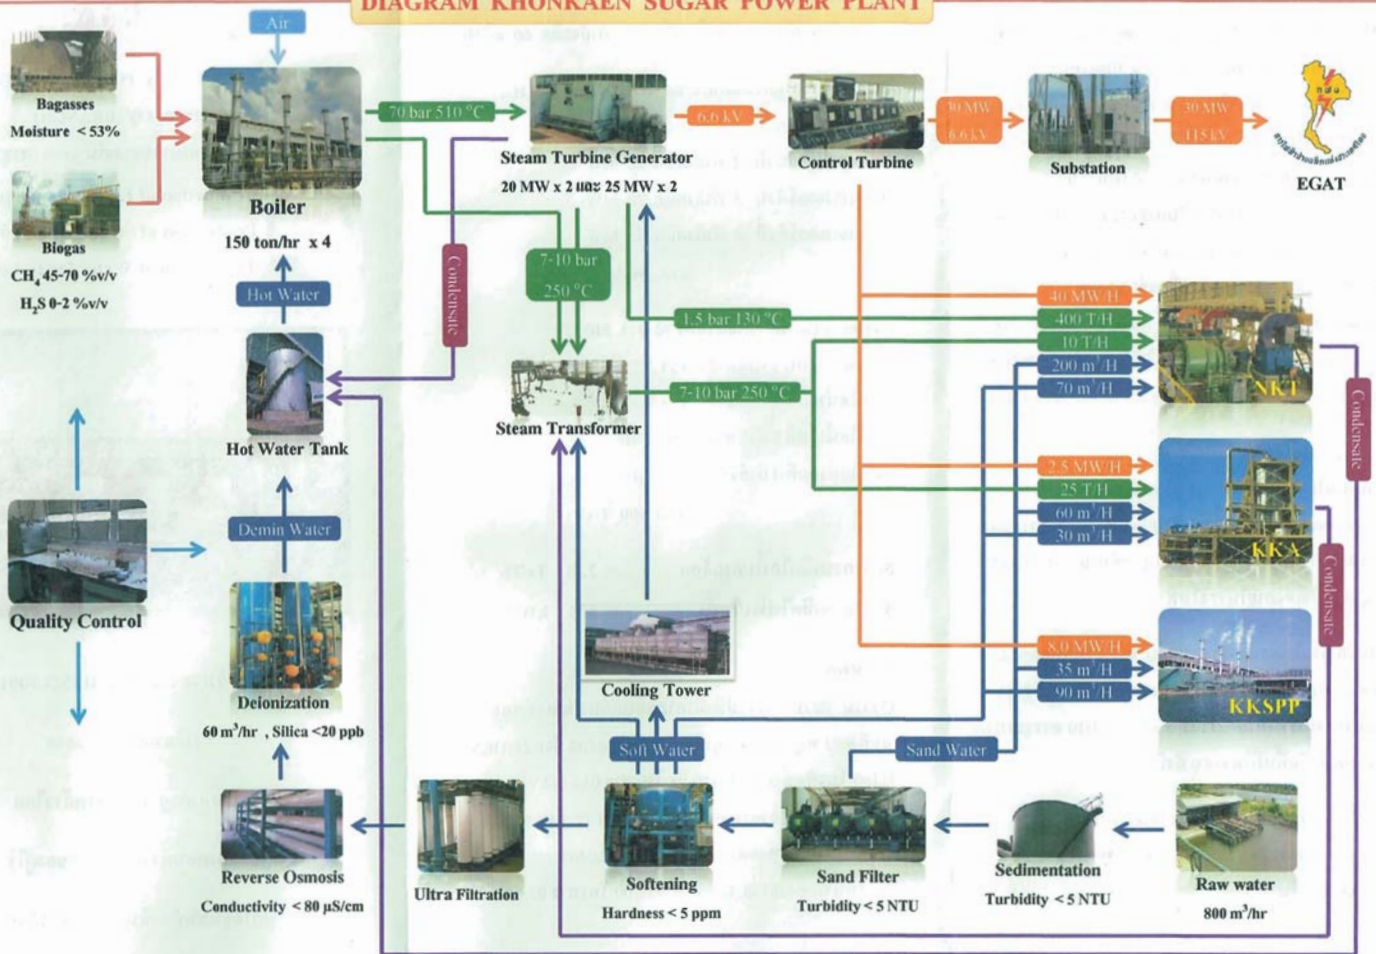 DIAGRAM KHONKAEN SUGAR POWER PLANT
Air
Bagasses
Moisture < 53%
Biogas
CH₄ 45-70 %v/v
H₂S 0-2 %v/v
Boiler
150 ton/hr x 4
70 bar 510 °C
Steam Turbine Generator
20 MW x 2 และ 25 MW x 2
6.6 kV
Control Turbine
30 MW
6.6 kV
Substation
30 MW
115 kV
กฟผ
EGAT
Hot Water
Condensate
7-10 bar
250 °C
Hot Water Tank
Steam Transformer
1.5 bar 130 °C
7-10 bar 250 °C
40 MW/H
400 T/H
10 T/H
200 m³/H
70 m³/H
NKT
Condensate
2.5 MW/H
25 T/H
60 m³/H
30 m³/H
KKA
Condensate
8.0 MW/H
35 m³/H
90 m³/H
KKSPP
Quality Control
Demin Water
Deionization
60 m³/hr , Silica <20 ppb
Cooling Tower
Soft Water
Sand Water
Reverse Osmosis
Conductivity < 80 µS/cm
Ultra Filtration
Softening
Hardness < 5 ppm
Sand Filter
Turbidity < 5 NTU
Sedimentation
Turbidity < 5 NTU
Raw water
800 m³/hr